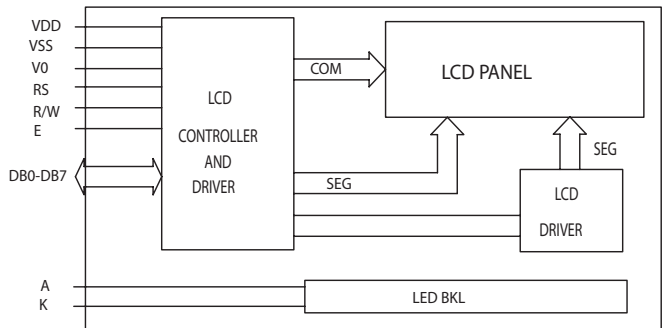 VDD
VSS
V0
RS
R/W
E
DB0-DB7
A
K
LCD
CONTROLLER
AND
DRIVER
COM
SEG
LCD PANEL
SEG
LCD
DRIVER
LED BKL